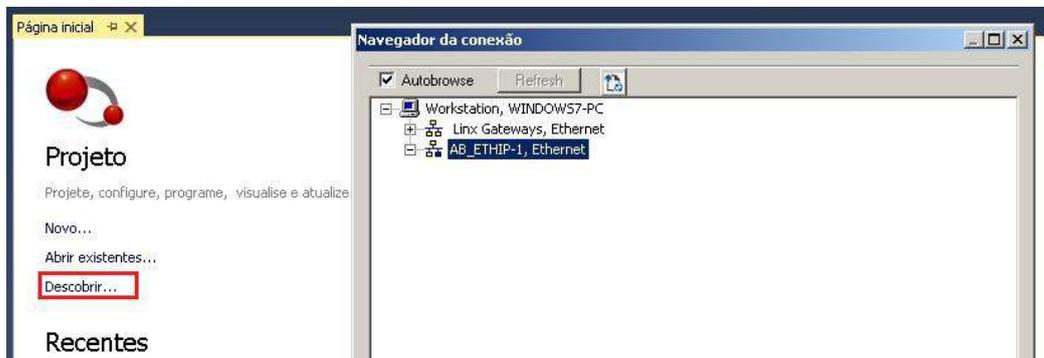 Página inicial
Navegador da conexão
Autobrowse
Refresh
Workstation, WINDOWS7-PC
Linx Gateways, Ethernet
AB_ETHIP-1, Ethernet
Projeto
Projete, configure, programe, visualise e atualize
Novo...
Abrir existentes...
Descobrir...
Recentes